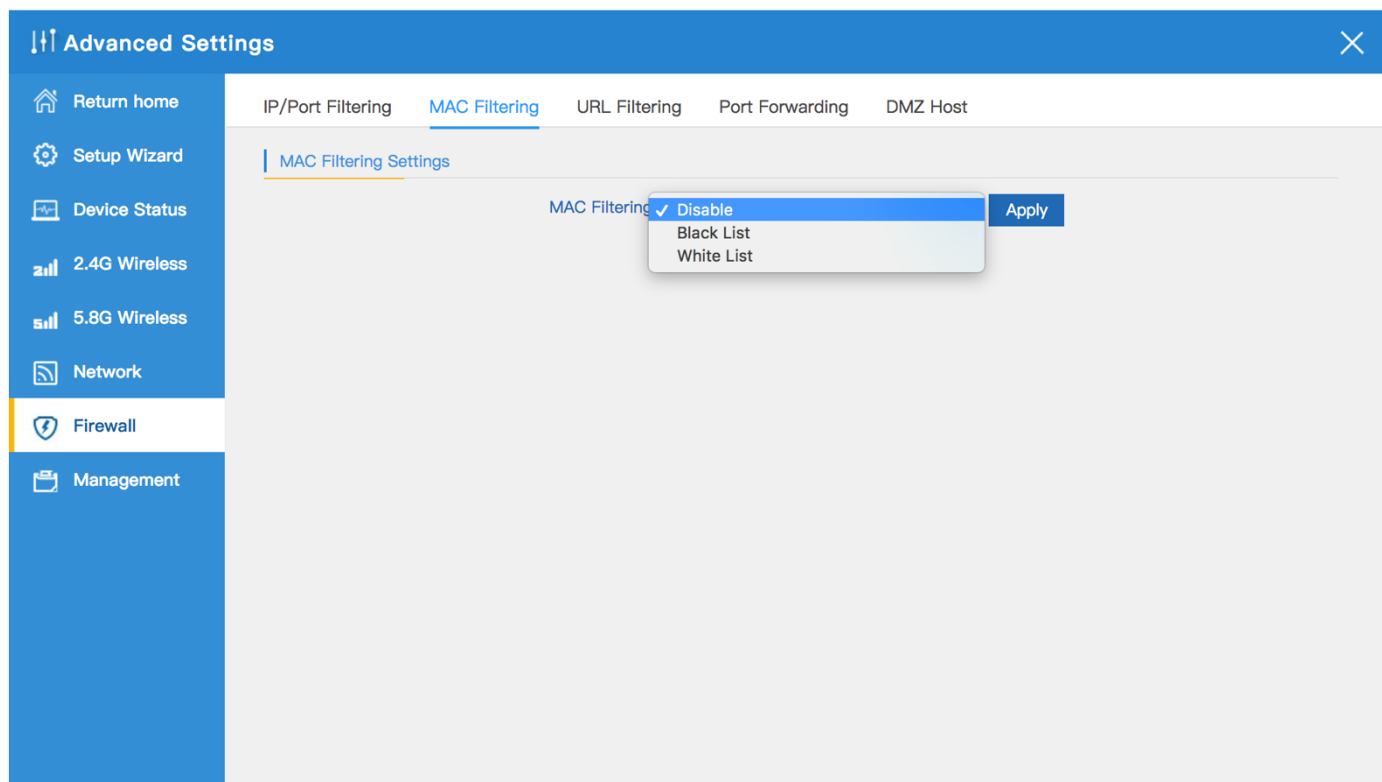 Advanced Settings
Return home
Setup Wizard
Device Status
2.4G Wireless
5.8G Wireless
Network
Firewall
Management
IP/Port Filtering MAC Filtering URL Filtering Port Forwarding DMZ Host
MAC Filtering Settings
MAC Filtering ✓ Disable Apply
Black List
White List